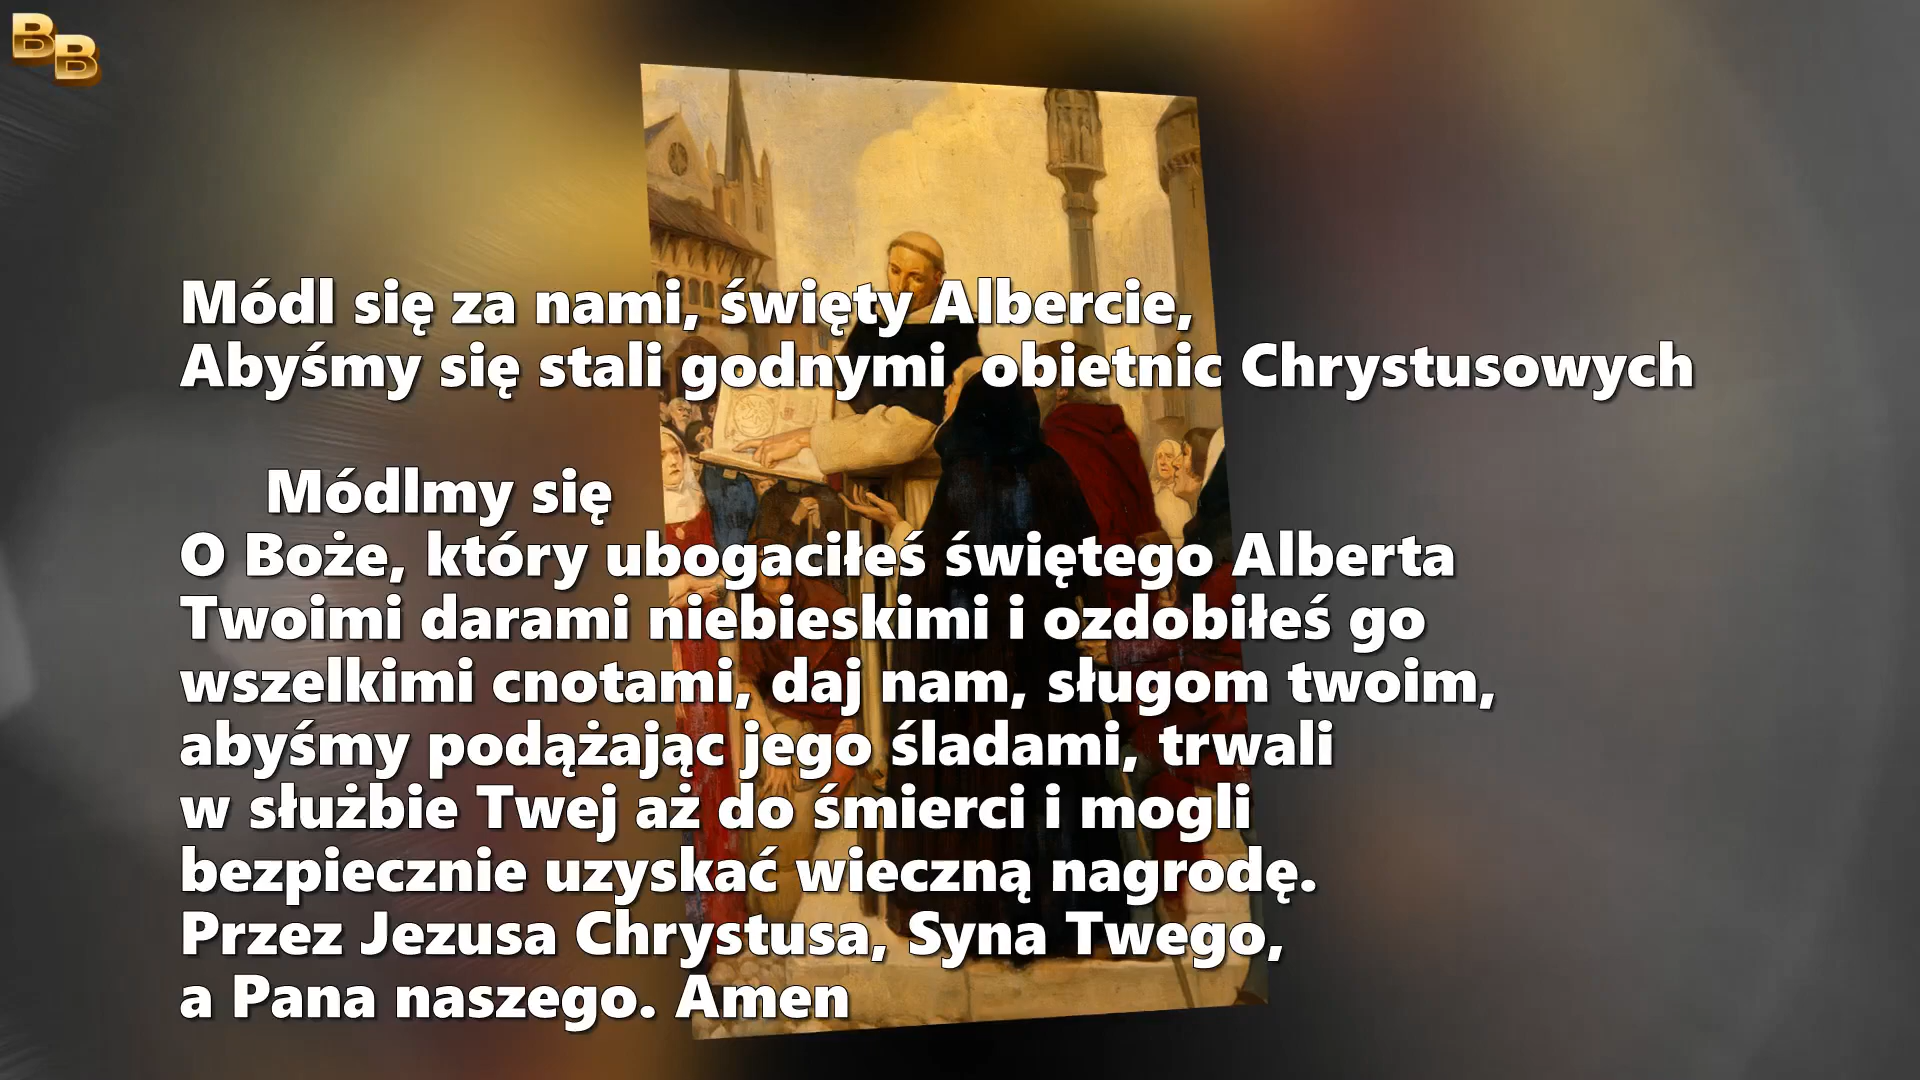 BB
Módl się za nami, święty Albercie,
Abyśmy się stali godnymi  obietnic Chrystusowych
Módlmy się
O Boże, który ubogaciłeś świętego Alberta
Twoimi darami niebieskimi i ozdobiłeś go
wszelkimi cnotami, daj nam, sługom twoim,
abyśmy podążając jego śladami, trwali
w służbie Twej aż do śmierci i mogli
bezpiecznie uzyskać wieczną nagrodę.
Przez Jezusa Chrystusa, Syna Twego,
a Pana naszego. Amen